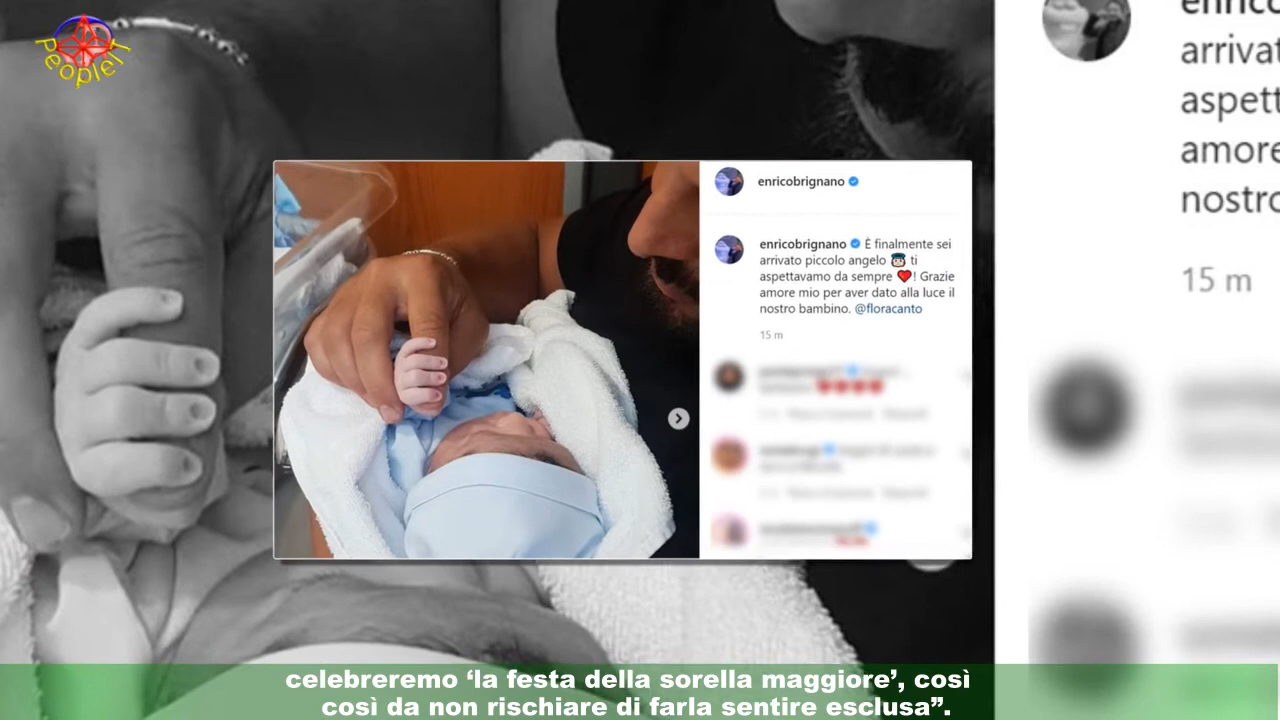 PeopleIT
enricobrignano
enricobrignano È finalmente sei
arrivato piccolo angelo 👶 ti
aspettavamo da sempre ❤️! Grazie
amore mio per aver dato alla luce il
nostro bambino. @floracanto
15 m
arrivat
aspett
amore
nostro
15 m
celebreremo ‘la festa della sorella maggiore’, così
così da non rischiare di farla sentire esclusa”.